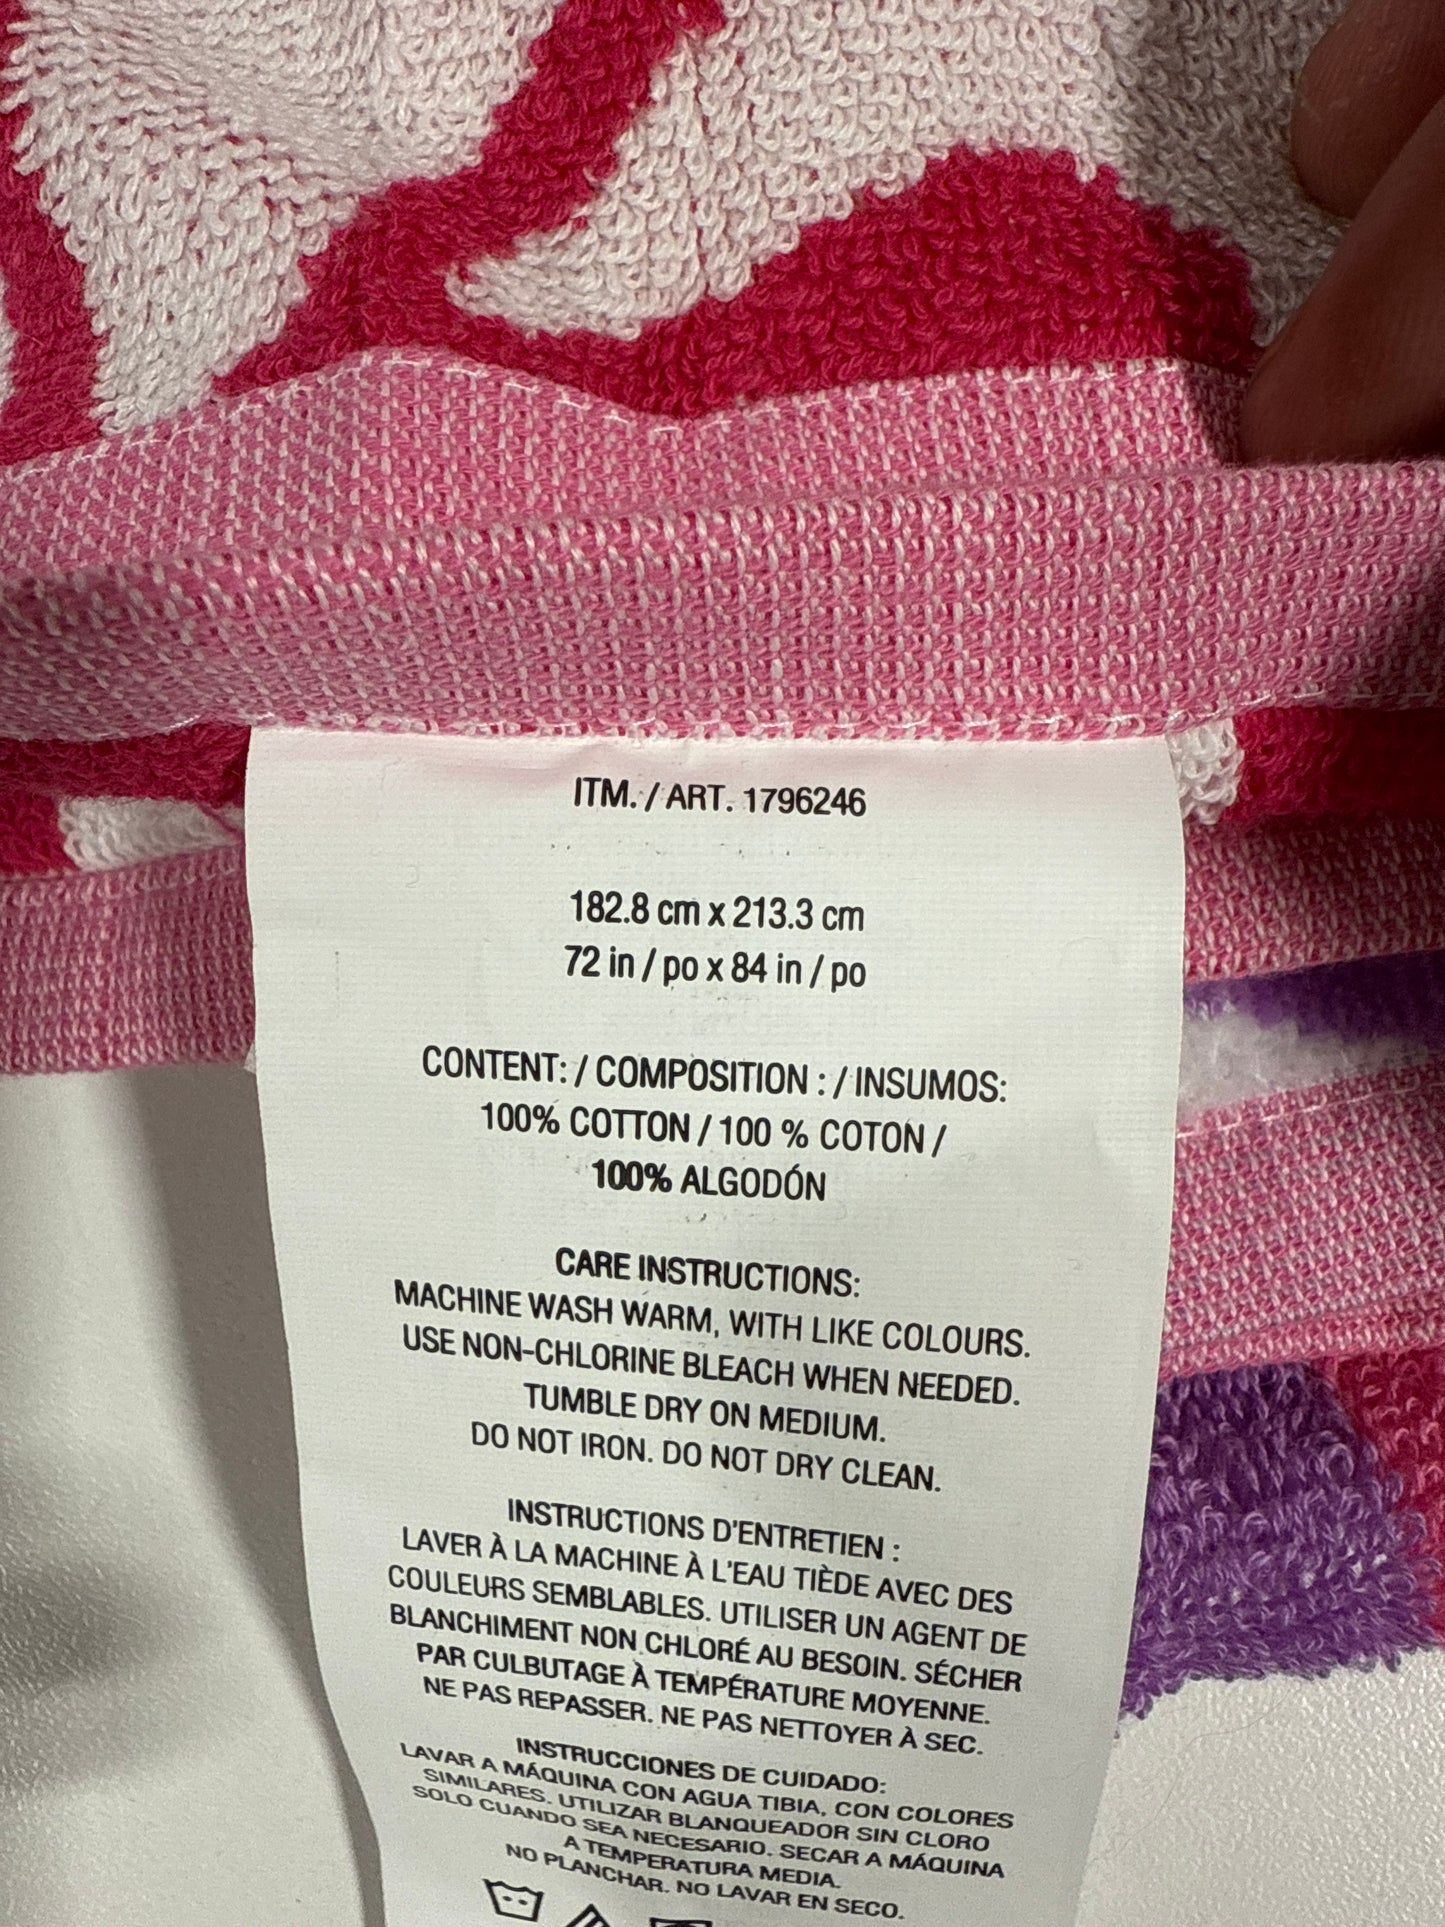 ITM. / ART. 1796246
182.8 cm x 213.3 cm
72 in / po x 84 in / po
CONTENT: / COMPOSITION : / INSUMOS:
100% COTTON / 100 % COTON /
100% ALGODÓN
CARE INSTRUCTIONS:
MACHINE WASH WARM, WITH LIKE COLOURS.
USE NON-CHLORINE BLEACH WHEN NEEDED.
TUMBLE DRY ON MEDIUM.
DO NOT IRON. DO NOT DRY CLEAN.
INSTRUCTIONS D'ENTRETIEN :
LAVER À LA MACHINE À L'EAU TIÈDE AVEC DES
COULEURS SEMBLABLES. UTILISER UN AGENT DE
BLANCHIMENT NON CHLORÉ AU BESOIN. SÉCHER
PAR CULBUTAGE À TEMPÉRATURE MOYENNE.
NE PAS REPASSER. NE PAS NETTOYER À SEC.
INSTRUCCIONES DE CUIDADO:
LAVAR A MÁQUINA CON AGUA TIBIA, CON COLORES
SIMILARES. UTILIZAR BLANQUEADOR SIN CLORO
SOLO CUANDO SEA NECESARIO. SECAR A MÁQUINA
A TEMPERATURA MEDIA.
NO PLANCHAR. NO LAVAR EN SECO.